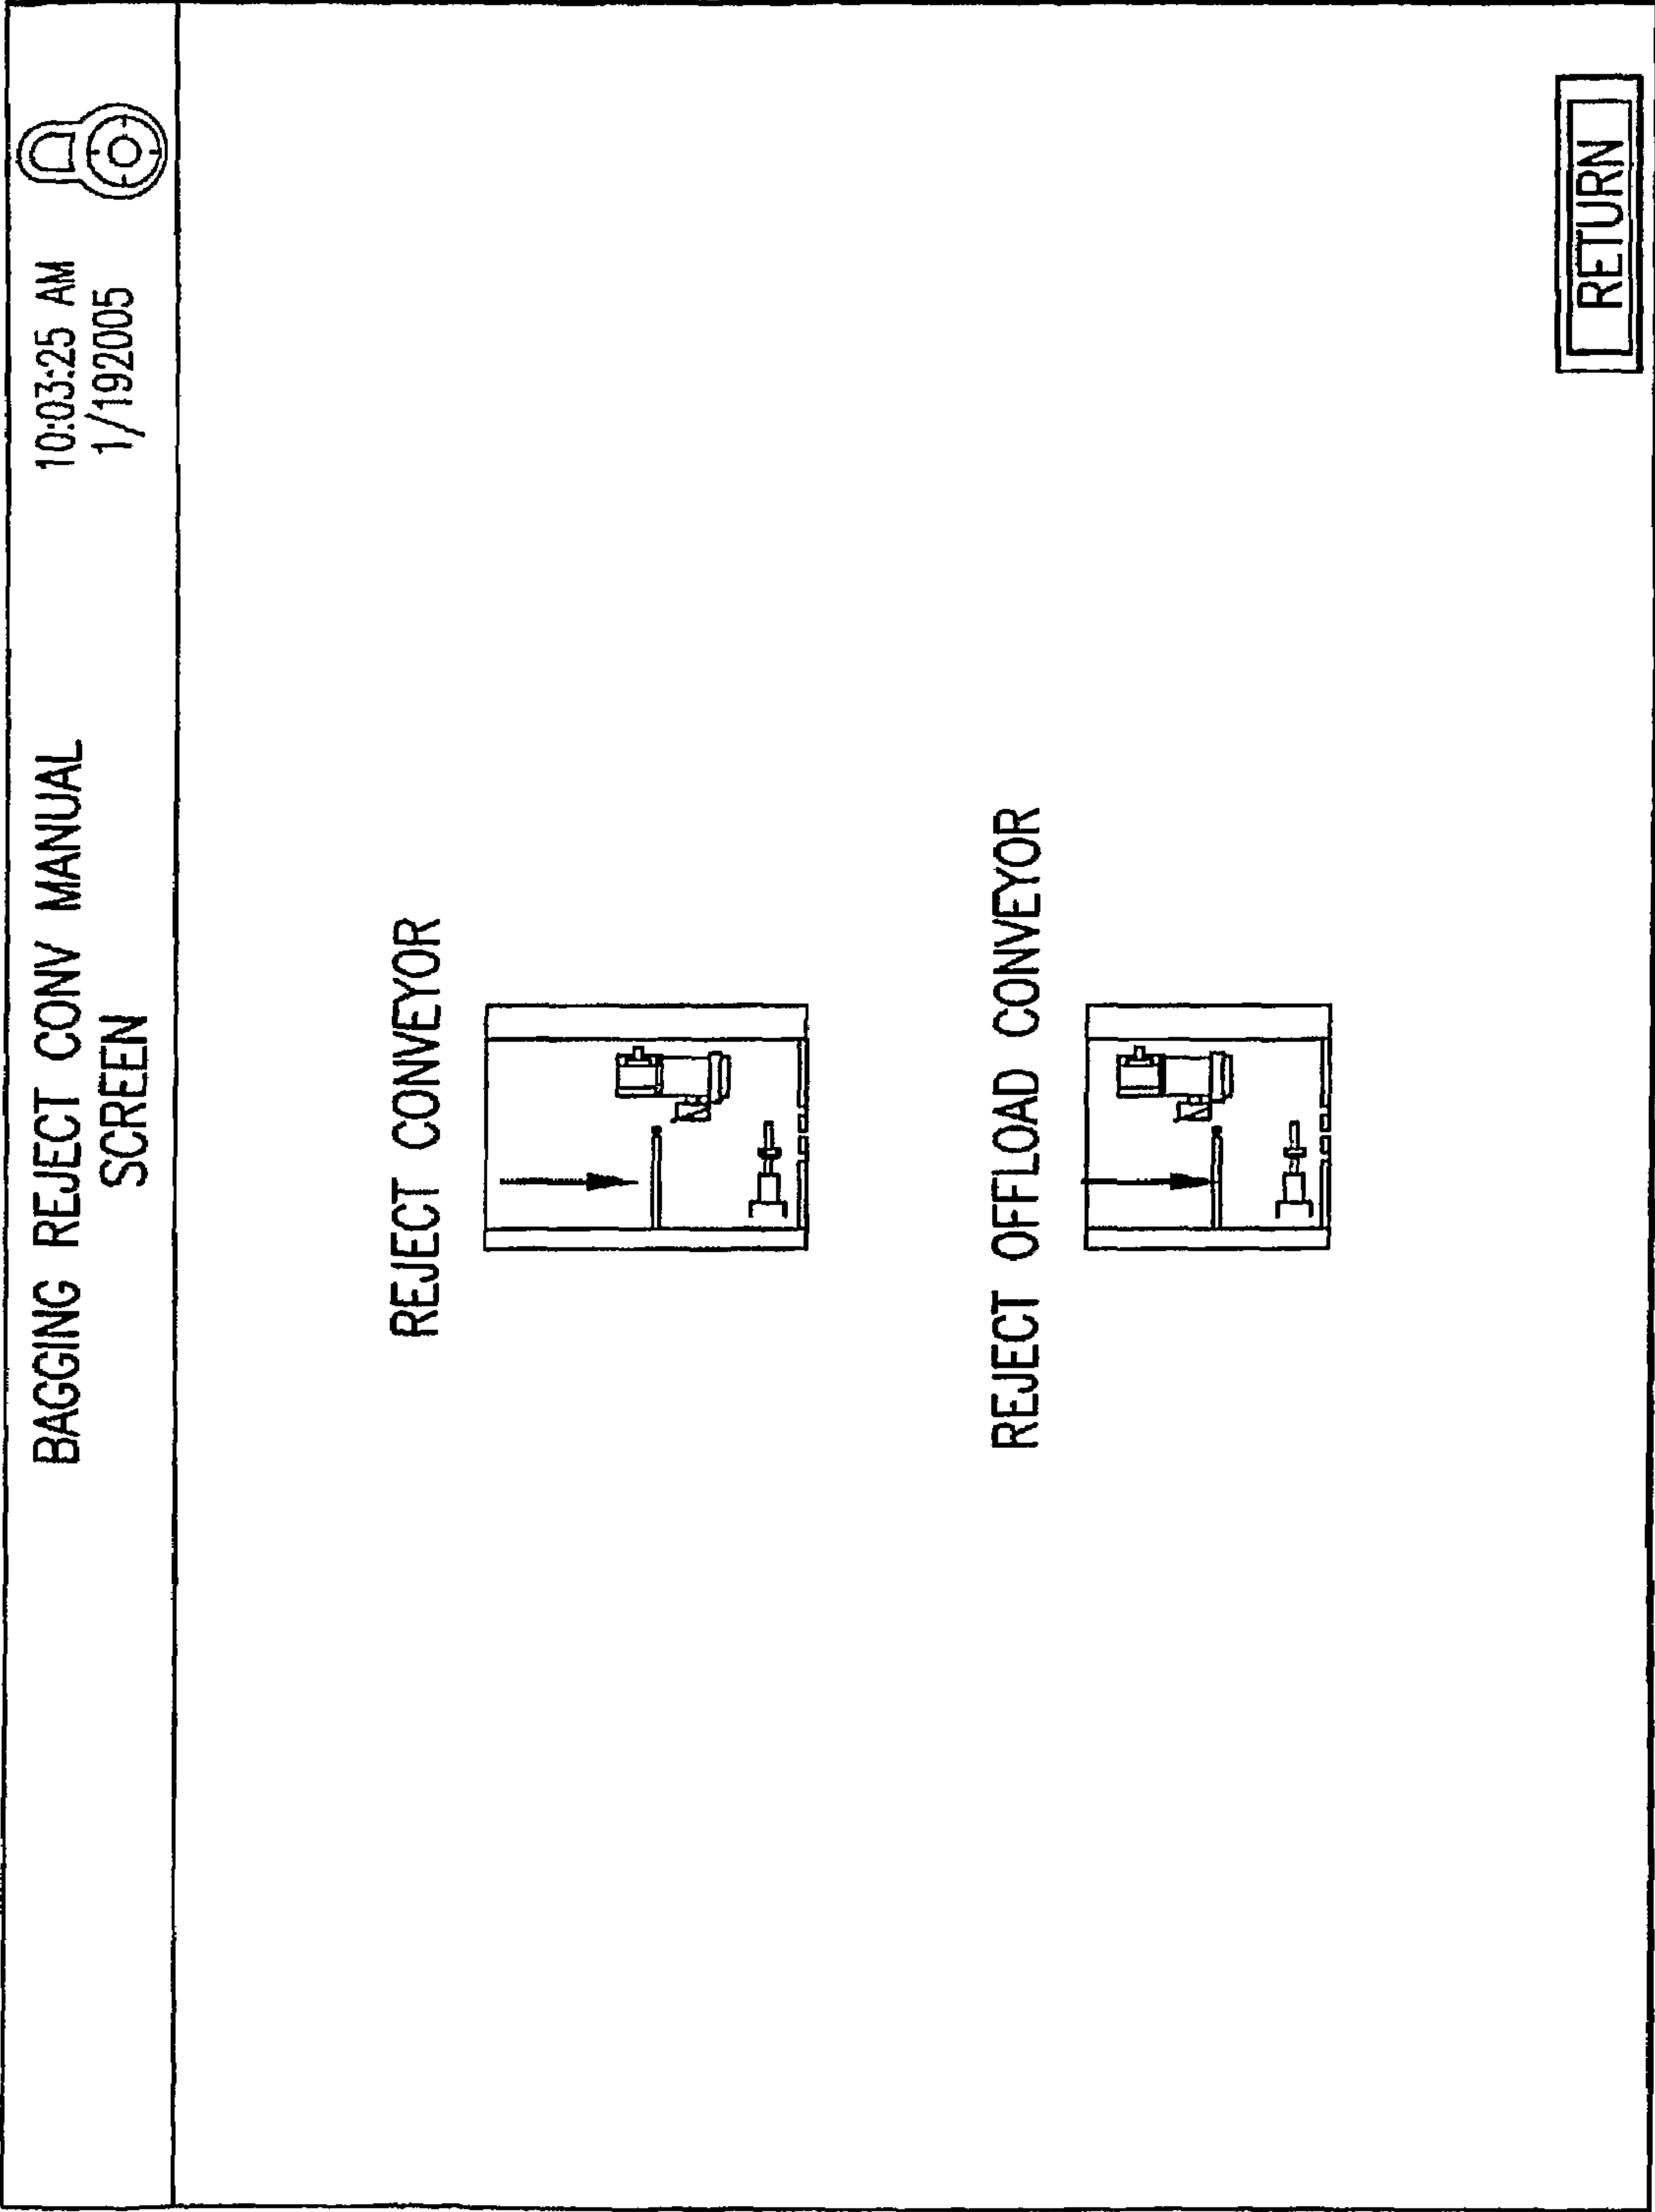 BAGGING REJECT CONV MANUAL
SCREEN
10:03:25 AM
1/192005
REJECT CONVEYOR
REJECT OFFLOAD CONVEYOR
RETURN